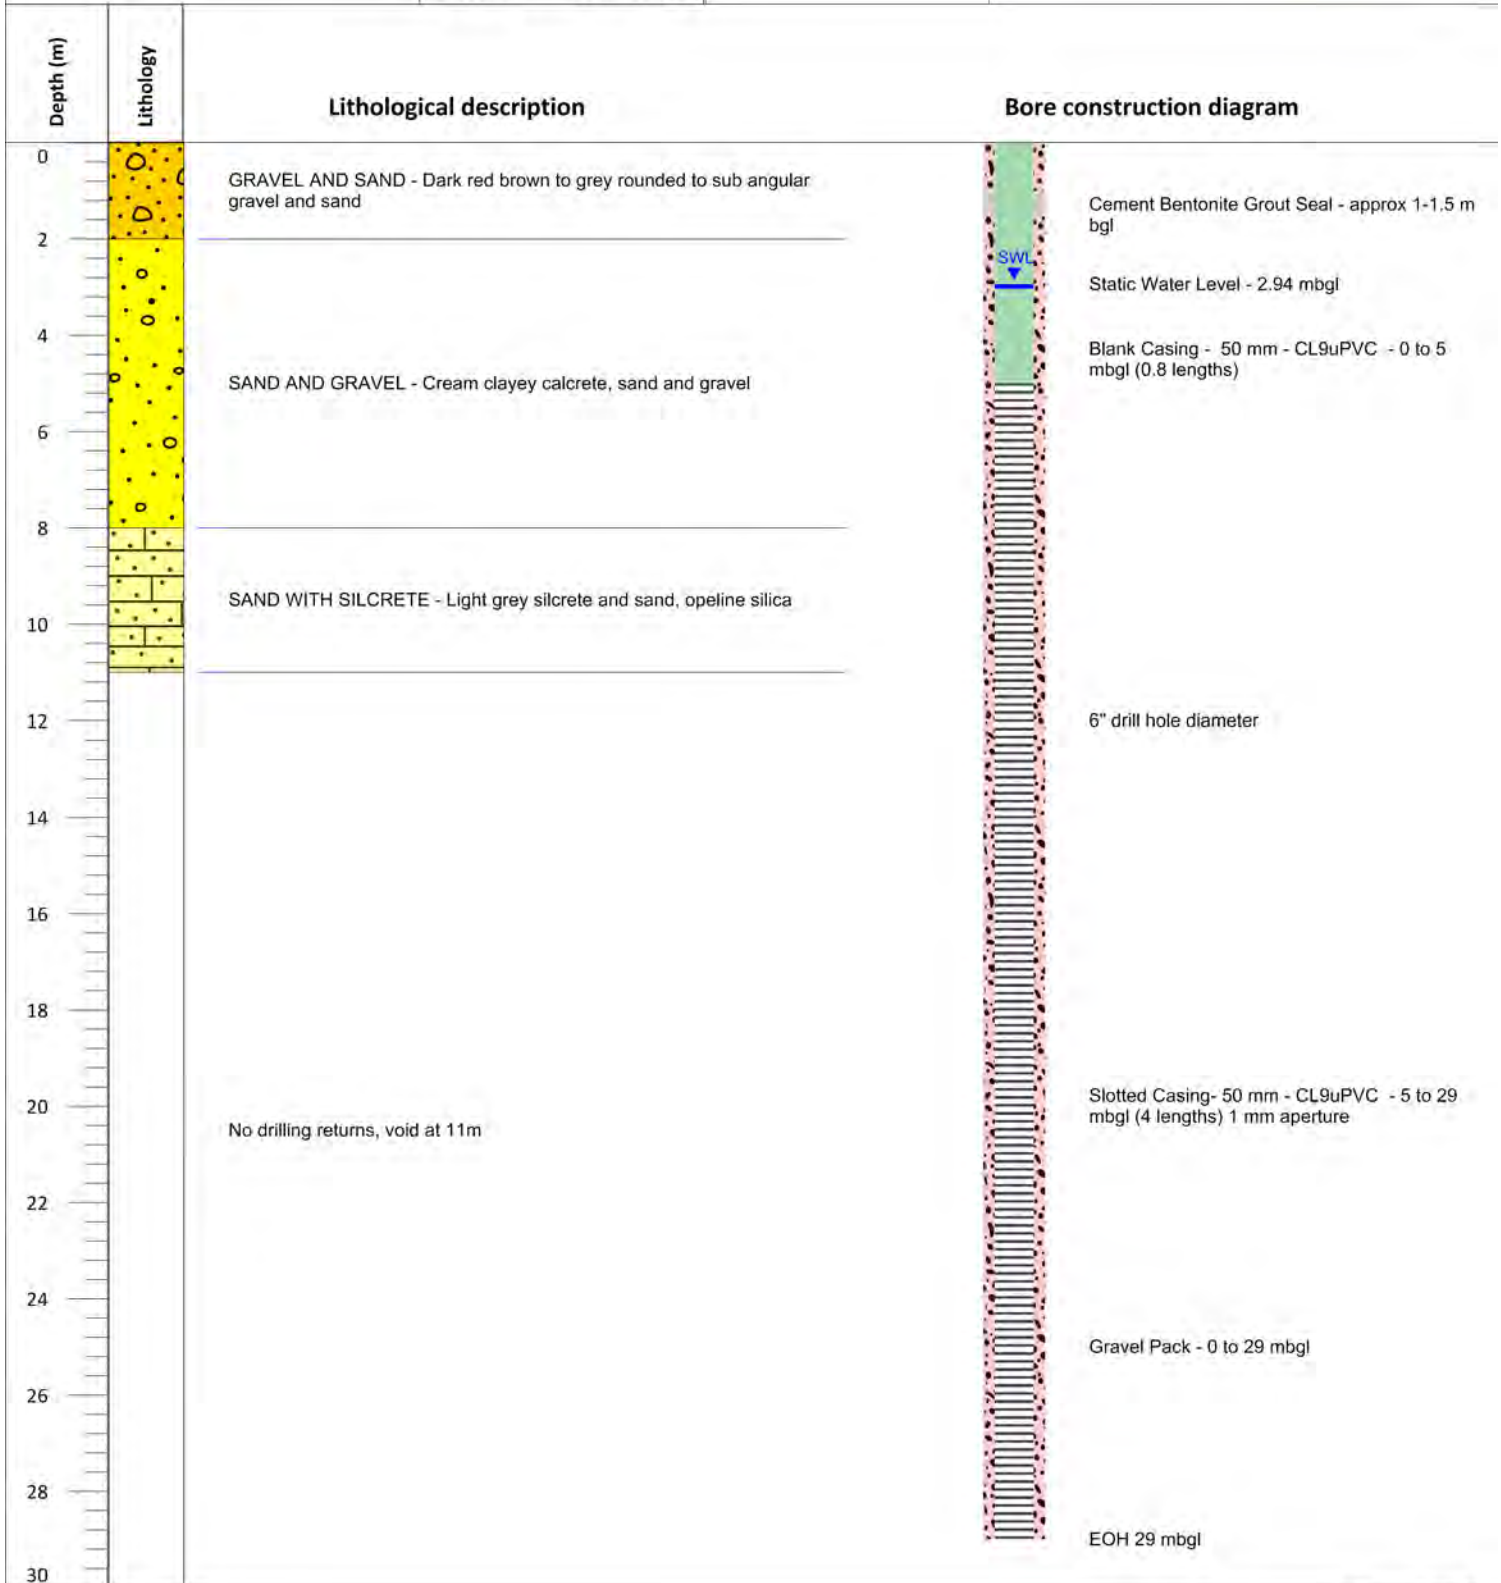 Depth (m)
Lithology
Lithological description
Bore construction diagram
0
GRAVEL AND SAND - Dark red brown to grey rounded to sub angular
gravel and sand
Cement Bentonite Grout Seal - approx 1-1.5 m
bgl
2
SWL
Static Water Level - 2.94 mbgl
4
Blank Casing -  50 mm - CL9uPVC  - 0 to 5
mbgl (0.8 lengths)
SAND AND GRAVEL - Cream clayey calcrete, sand and gravel
6
8
SAND WITH SILCRETE - Light grey silcrete and sand, opeline silica
10
12
6" drill hole diameter
14
16
18
20
Slotted Casing- 50 mm - CL9uPVC  - 5 to 29
mbgl (4 lengths) 1 mm aperture
No drilling returns, void at 11m
22
24
Gravel Pack - 0 to 29 mbgl
26
28
EOH 29 mbgl
30